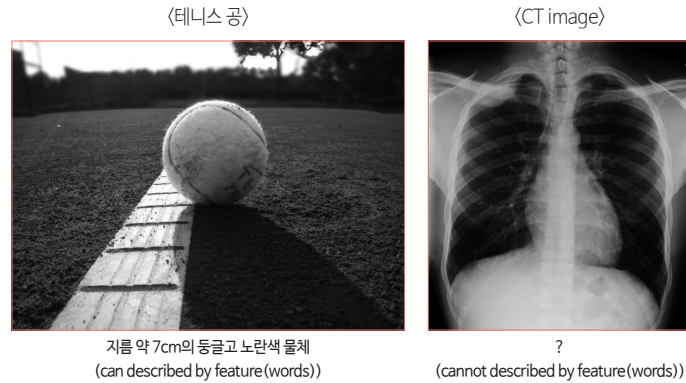 〈테니스 공〉
〈CT image〉
지름 약 7cm의 둥글고 노란색 물체
(can described by feature(words))
?
(cannot described by feature(words))